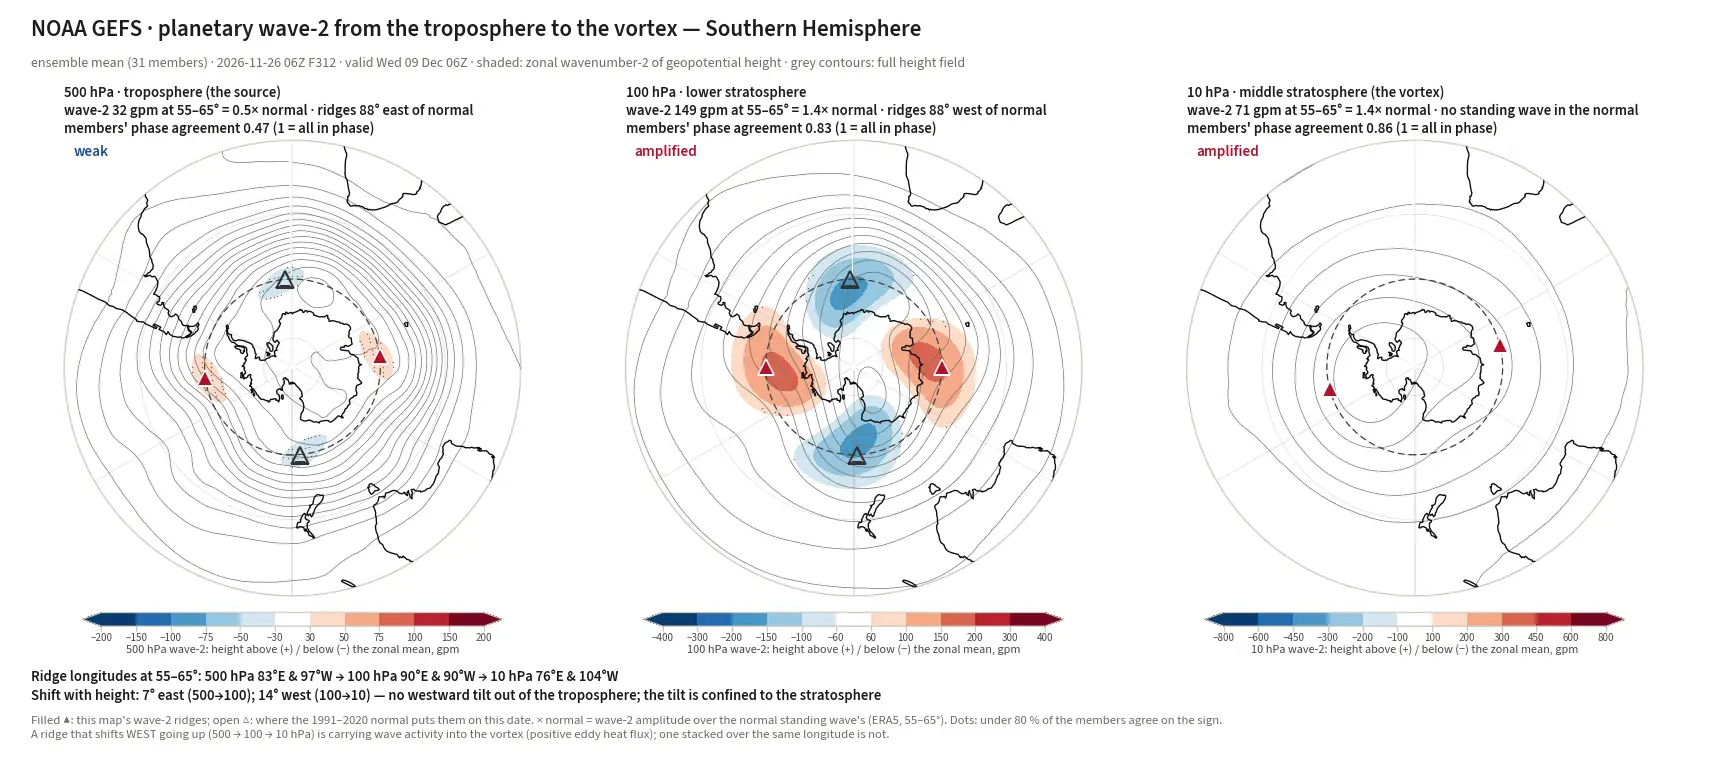 NOAA GEFS · planetary wave-2 from the troposphere to the vortex — Southern Hemisphere
ensemble mean (31 members) · 2026-11-26 06Z F312 · valid Wed 09 Dec 06Z · shaded: zonal wavenumber-2 of geopotential height · grey contours: full height field
500 hPa · troposphere (the source)
wave-2 32 gpm at 55–65° = 0.5× normal · ridges 88° east of normal
members' phase agreement 0.47 (1 = all in phase)
weak
100 hPa · lower stratosphere
wave-2 149 gpm at 55–65° = 1.4× normal · ridges 88° west of normal
members' phase agreement 0.83 (1 = all in phase)
amplified
10 hPa · middle stratosphere (the vortex)
wave-2 71 gpm at 55–65° = 1.4× normal · no standing wave in the normal
members' phase agreement 0.86 (1 = all in phase)
amplified
−200 −150 −100 −75 −50 −30 30 50 75 100 150 200
500 hPa wave-2: height above (+) / below (−) the zonal mean, gpm
−400 −300 −200 −150 −100 −60 60 100 150 200 300 400
100 hPa wave-2: height above (+) / below (−) the zonal mean, gpm
−800 −600 −450 −300 −200 −100 100 200 300 450 600 800
10 hPa wave-2: height above (+) / below (−) the zonal mean, gpm
Ridge longitudes at 55–65°: 500 hPa 83°E & 97°W → 100 hPa 90°E & 90°W → 10 hPa 76°E & 104°W
Shift with height: 7° east (500→100); 14° west (100→10) — no westward tilt out of the troposphere; the tilt is confined to the stratosphere
Filled ▲: this map's wave-2 ridges; open △: where the 1991–2020 normal puts them on this date. × normal = wave-2 amplitude over the normal standing wave's (ERA5, 55–65°). Dots: under 80 % of the members agree on the sign.
A ridge that shifts WEST going up (500 → 100 → 10 hPa) is carrying wave activity into the vortex (positive eddy heat flux); one stacked over the same longitude is not.